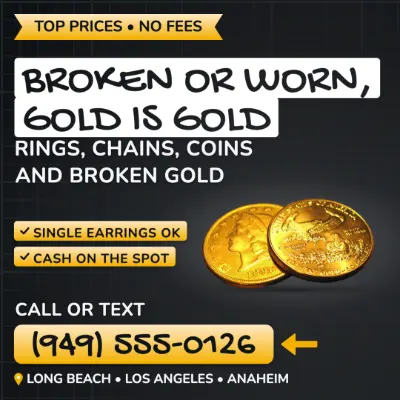 TOP PRICES • NO FEES
BROKEN OR WORN,
GOLD IS GOLD
RINGS, CHAINS, COINS
AND BROKEN GOLD
✓ SINGLE EARRINGS OK
✓ CASH ON THE SPOT
CALL OR TEXT
(949) 555-0126
LONG BEACH • LOS ANGELES • ANAHEIM